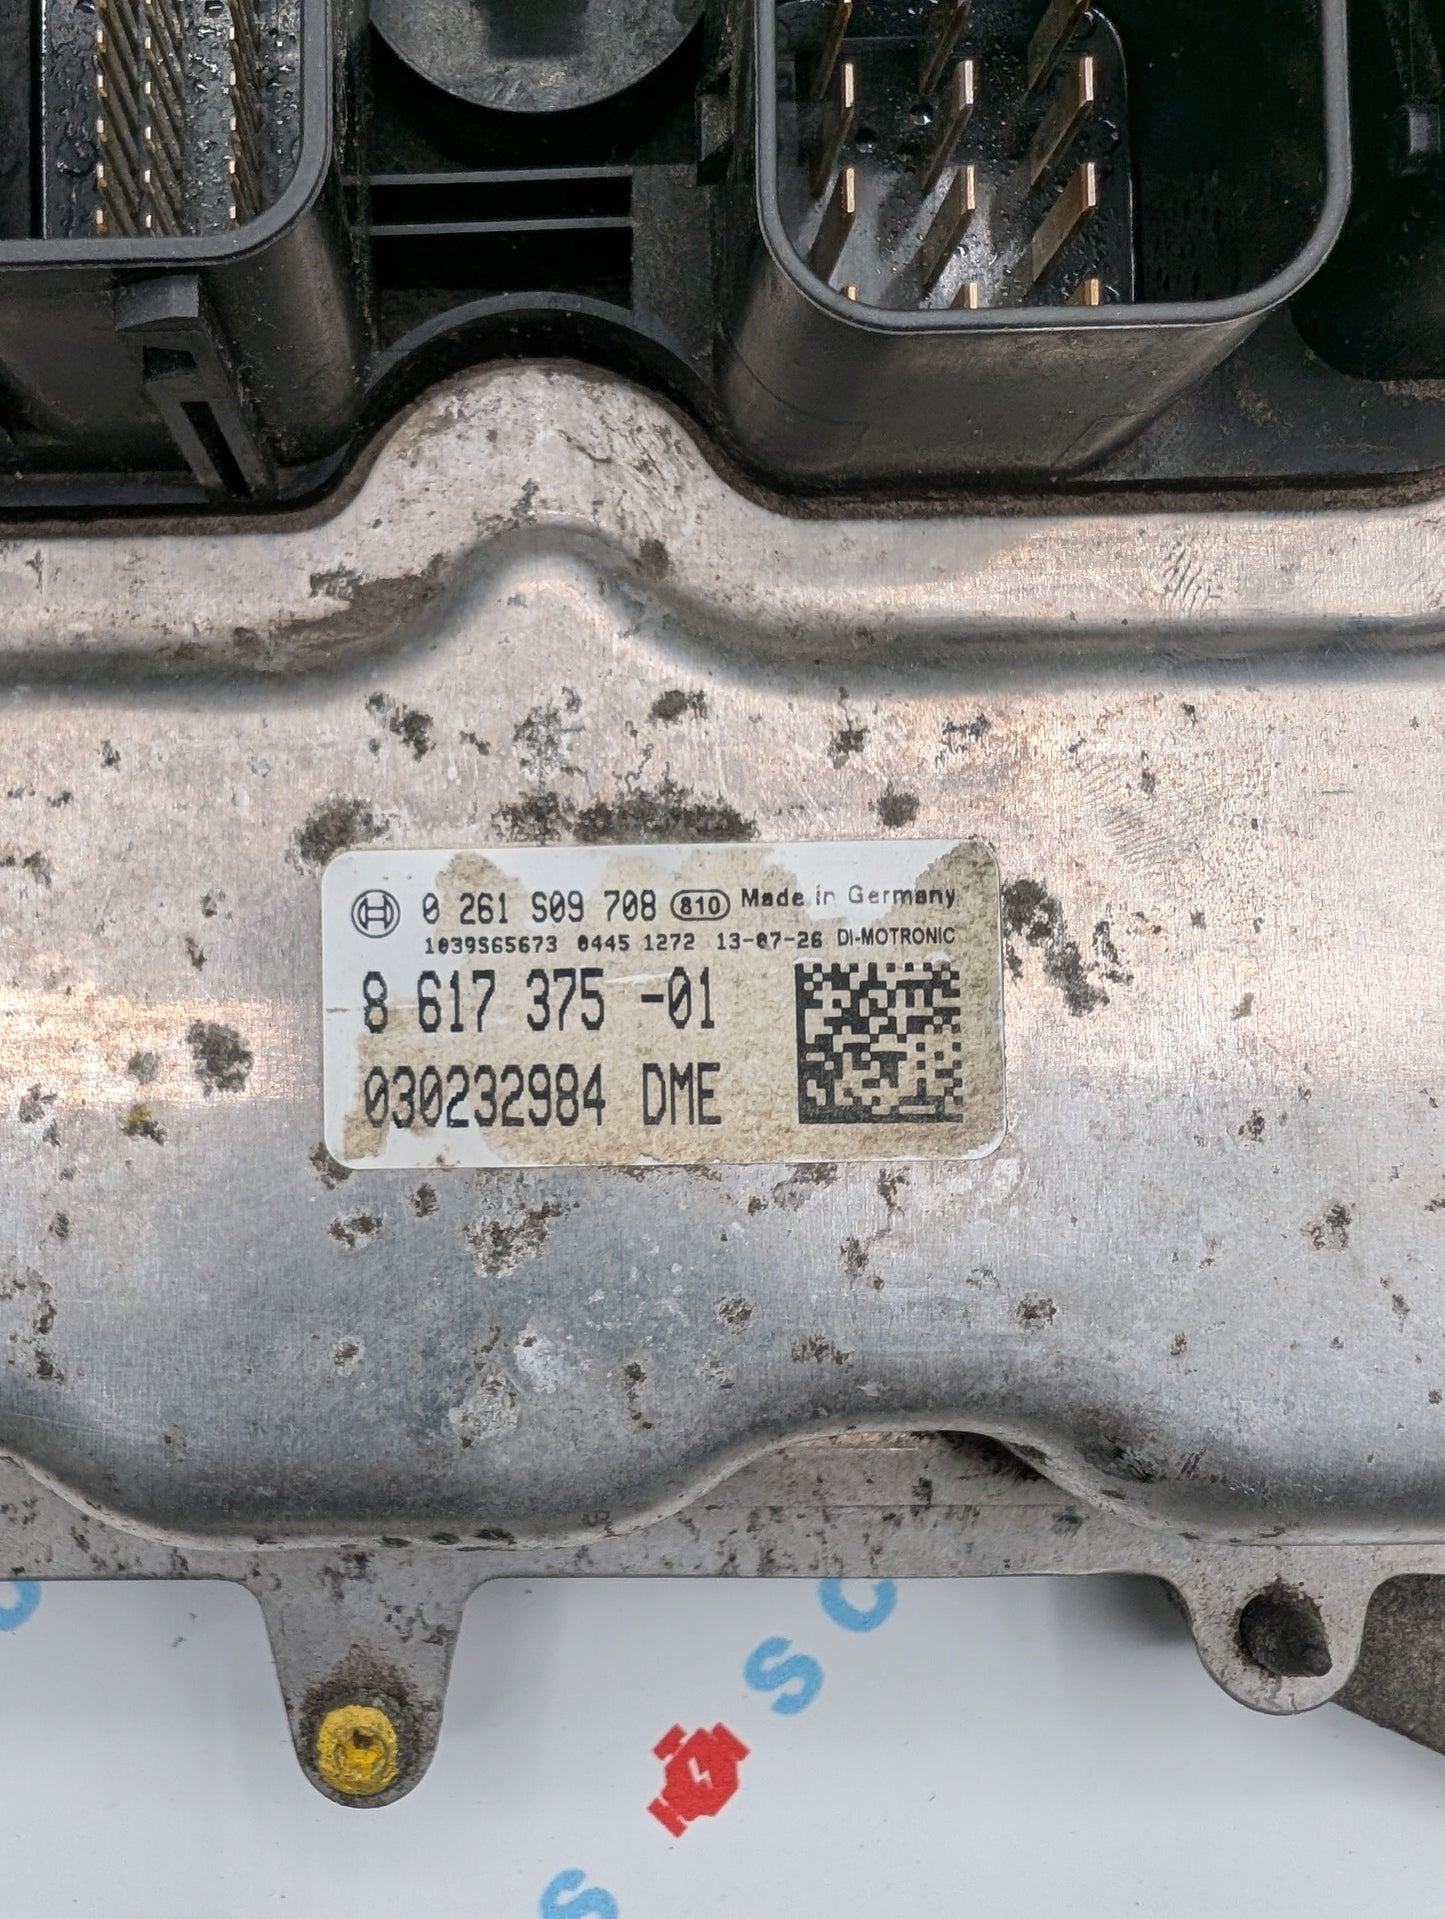 0 261 S09 708 810 Made in Germany
1039S65673 0445 1272 13-07-26 DI-MOTRONIC
8 617 375 -01
030232984 DME
S C
S